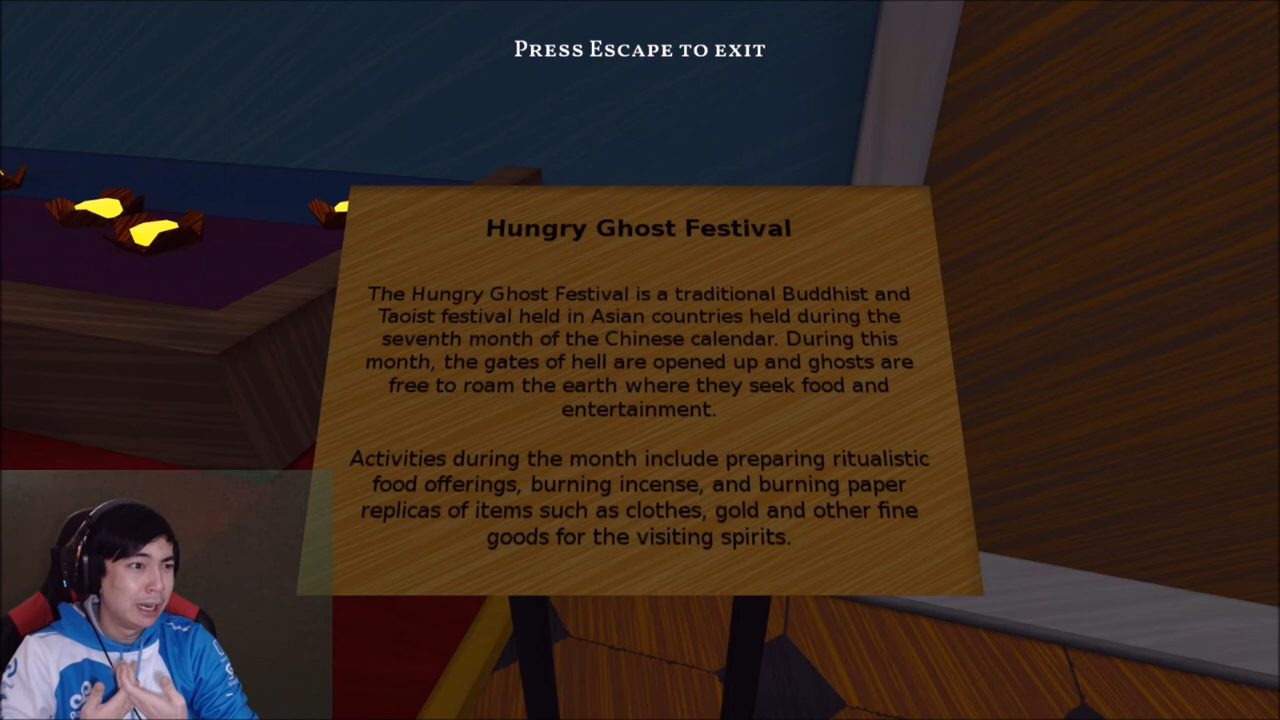 Press Escape to exit
Hungry Ghost Festival
The Hungry Ghost Festival is a traditional Buddhist and
Taoist festival held in Asian countries held during the
seventh month of the Chinese calendar. During this
month, the gates of hell are opened up and ghosts are
free to roam the earth where they seek food and
entertainment.
Activities during the month include preparing ritualistic
food offerings, burning incense, and burning paper
replicas of items such as clothes, gold and other fine
goods for the visiting spirits.